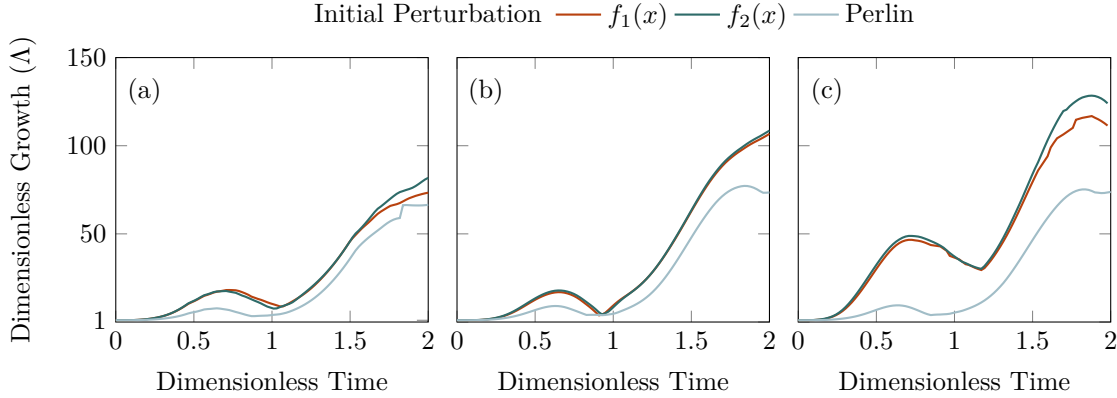 Initial Perturbation f₁(x) f₂(x) Perlin
Dimensionless Growth (Λ)
150
100
50
1
(a)
0 0.5 1 1.5 2
Dimensionless Time
(b)
0 0.5 1 1.5 2
Dimensionless Time
(c)
0 0.5 1 1.5 2
Dimensionless Time